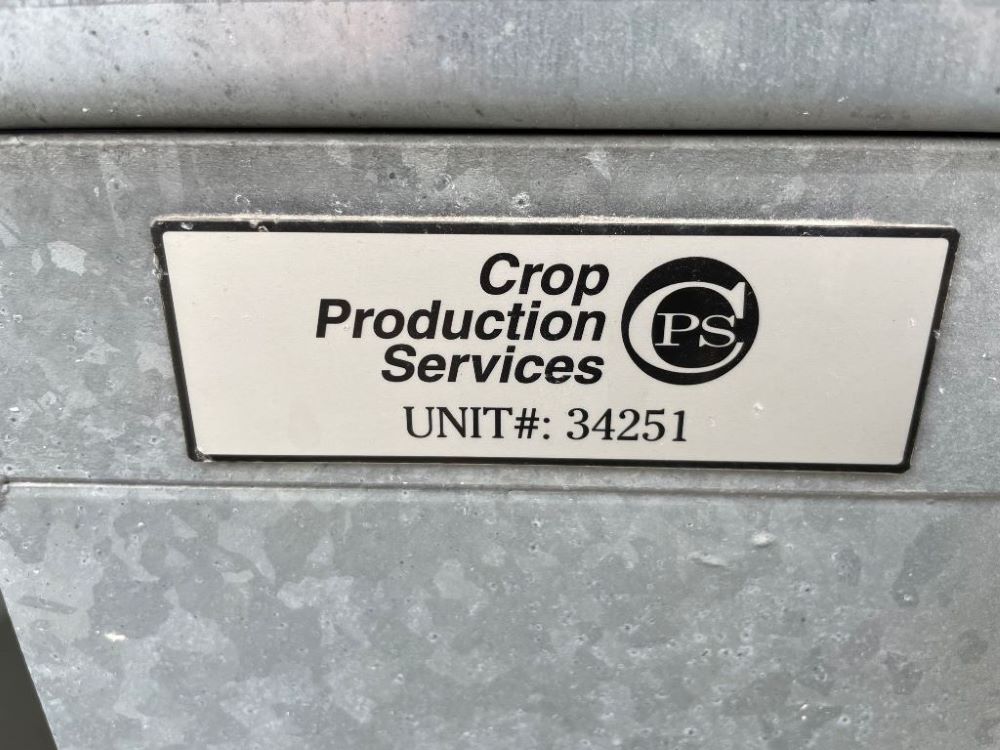 Crop
Production
Services
CPS
UNIT#: 34251